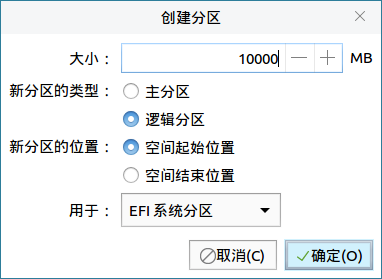 创建分区
大小：
10000
MB
新分区的类型：
主分区
逻辑分区
新分区的位置：
空间起始位置
空间结束位置
用于：
EFI 系统分区
取消(C)
确定(O)